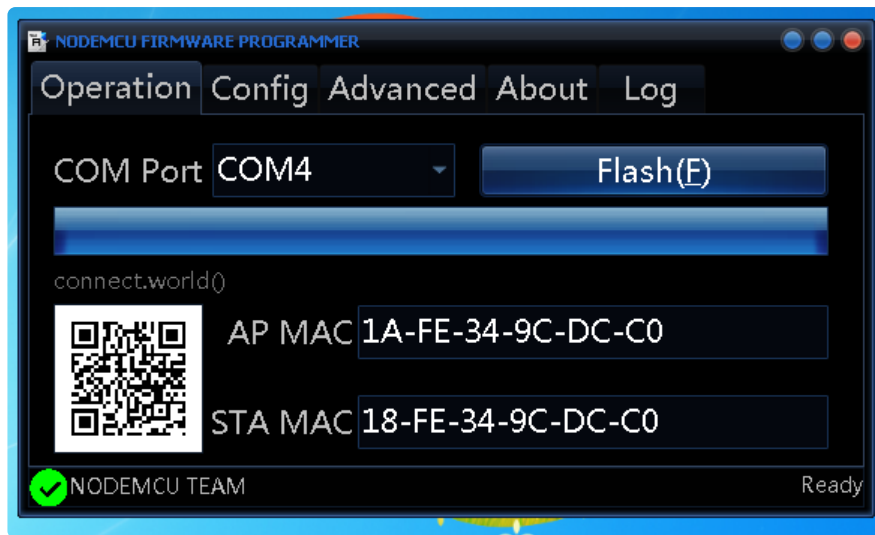 NODEMCU FIRMWARE PROGRAMMER
Operation Config Advanced About Log
COM Port COM4 Flash(F)
connect.world()
AP MAC 1A-FE-34-9C-DC-C0
STA MAC 18-FE-34-9C-DC-C0
NODEMCU TEAM Ready